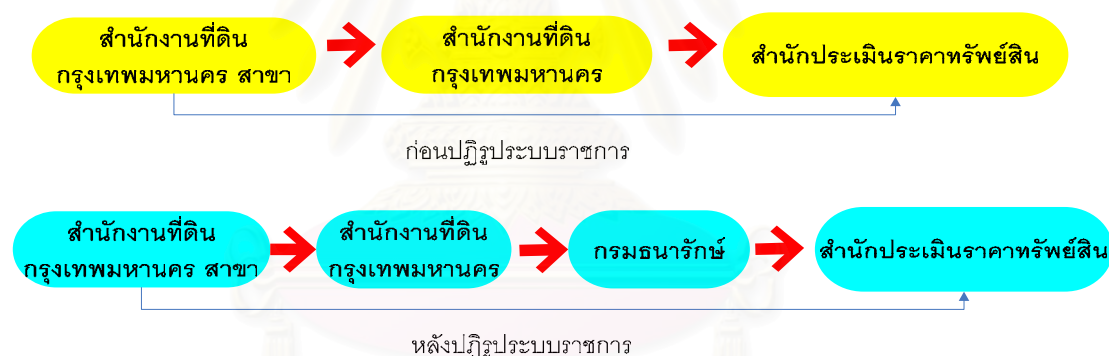 สำนักงานที่ดิน
กรุงเทพมหานคร สาขา
สำนักงานที่ดิน
กรุงเทพมหานคร
สำนักประเมินราคาทรัพย์สิน
ก่อนปฏิรูประบบราชการ
สำนักงานที่ดิน
กรุงเทพมหานคร สาขา
สำนักงานที่ดิน
กรุงเทพมหานคร
กรมธนารักษ์
สำนักประเมินราคาทรัพย์สิน
หลังปฏิรูประบบราชการ